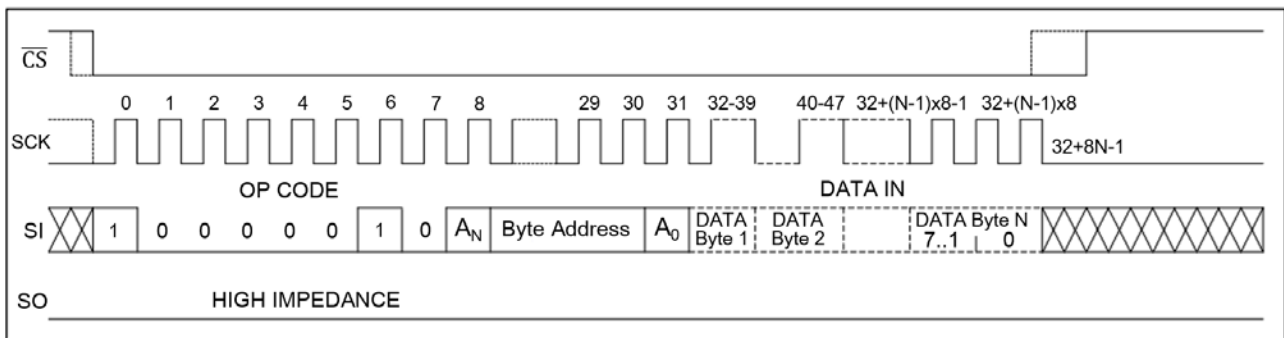 CS
0 1 2 3 4 5 6 7 8 29 30 31 32-39 40-47 32+(N-1)x8-1 32+(N-1)x8
SCK
32+8N-1
OP CODE DATA IN
SI 1 0 0 0 0 0 1 0 AN Byte Address A0 DATA Byte 1 DATA Byte 2 DATA Byte N 7..1 0
SO HIGH IMPEDANCE